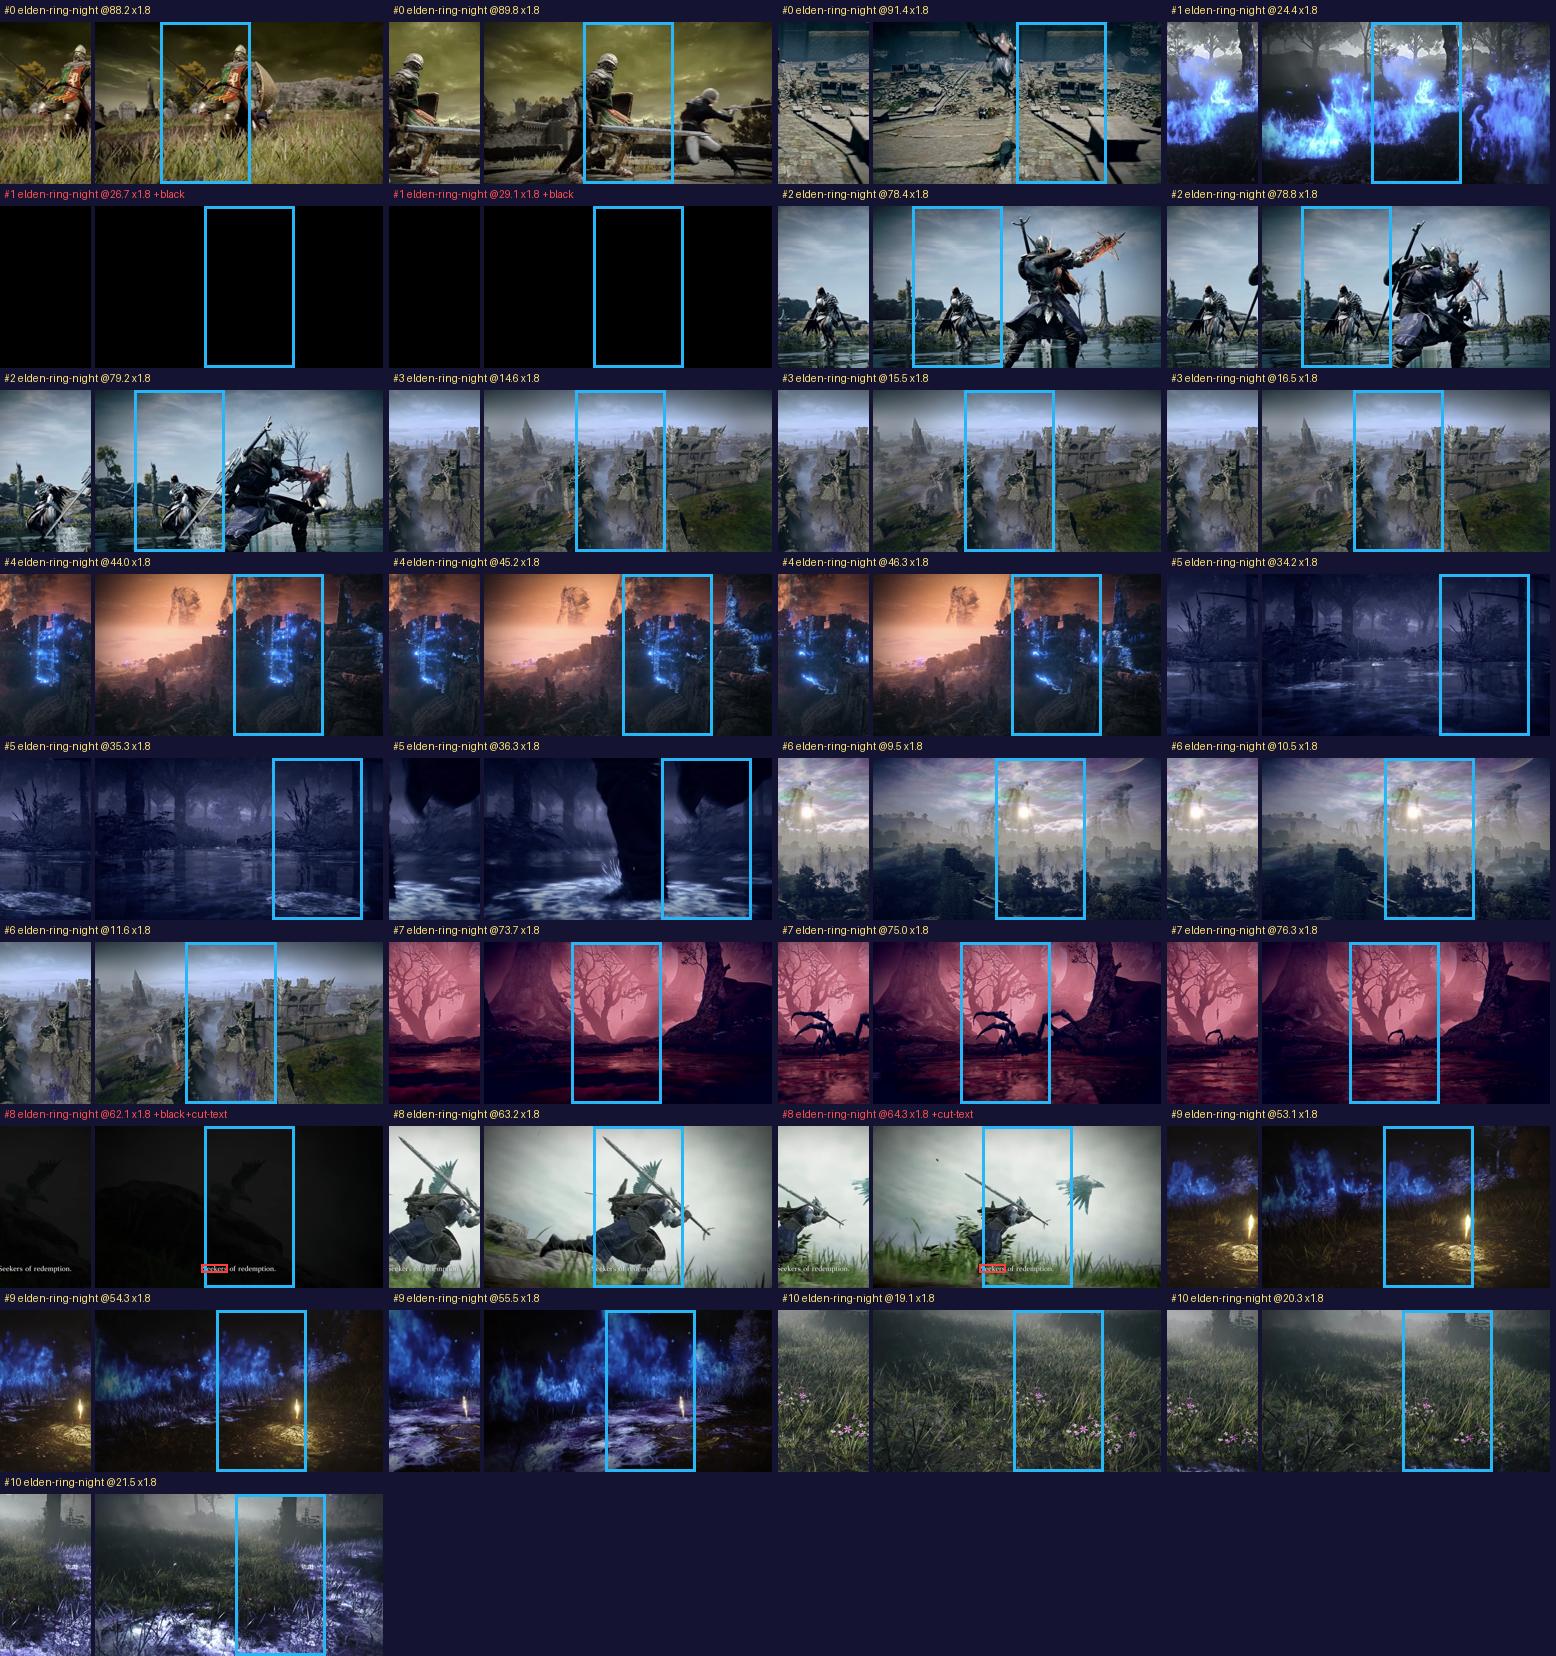 #0 elden-ring-night @88.2 x1.8
#0 elden-ring-night @89.8 x1.8
#0 elden-ring-night @91.4 x1.8
#1 elden-ring-night @24.4 x1.8
#1 elden-ring-night @26.7 x1.8 +black
#1 elden-ring-night @29.1 x1.8 +black
#2 elden-ring-night @78.4 x1.8
#2 elden-ring-night @78.8 x1.8
#2 elden-ring-night @79.2 x1.8
#3 elden-ring-night @14.6 x1.8
#3 elden-ring-night @15.5 x1.8
#3 elden-ring-night @16.5 x1.8
#4 elden-ring-night @44.0 x1.8
#4 elden-ring-night @45.2 x1.8
#4 elden-ring-night @46.3 x1.8
#5 elden-ring-night @34.2 x1.8
#5 elden-ring-night @35.3 x1.8
#5 elden-ring-night @36.3 x1.8
#6 elden-ring-night @9.5 x1.8
#6 elden-ring-night @10.5 x1.8
#6 elden-ring-night @11.6 x1.8
#7 elden-ring-night @73.7 x1.8
#7 elden-ring-night @75.0 x1.8
#7 elden-ring-night @76.3 x1.8
#8 elden-ring-night @62.1 x1.8 +black+cut-text
#8 elden-ring-night @63.2 x1.8
#8 elden-ring-night @64.3 x1.8 +cut-text
#9 elden-ring-night @53.1 x1.8
Seekers of redemption.
Seekers of redemption.
Seekers of redemption.
Seekers of redemption.
Seekers of redemption.
Seekers of redemption.
#9 elden-ring-night @54.3 x1.8
#9 elden-ring-night @55.5 x1.8
#10 elden-ring-night @19.1 x1.8
#10 elden-ring-night @20.3 x1.8
#10 elden-ring-night @21.5 x1.8